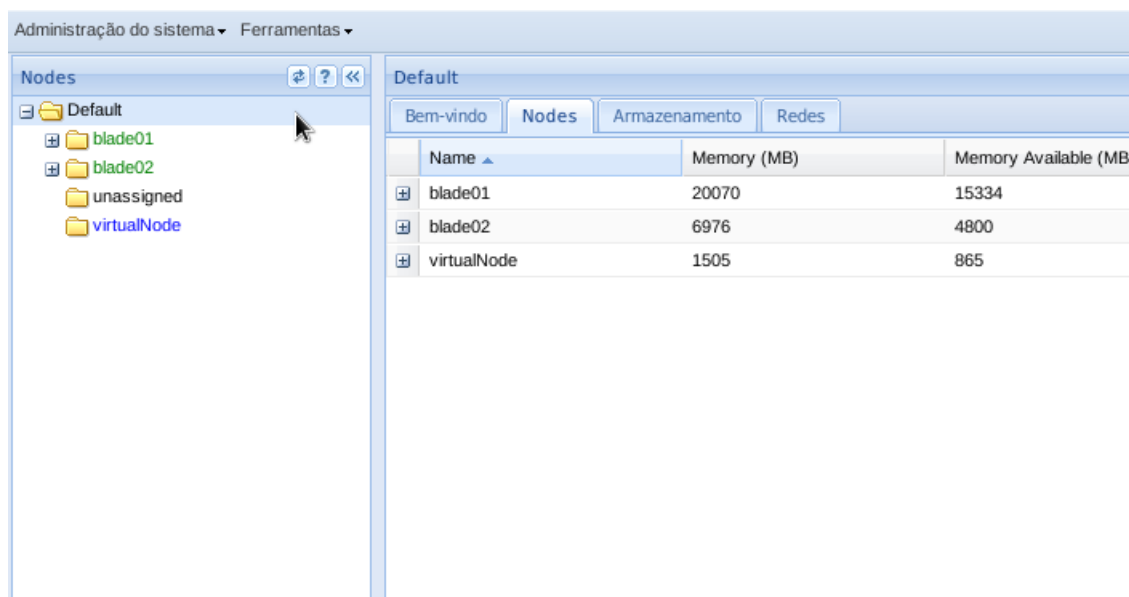 Administração do sistema Ferramentas
Nodes
Default
blade01
blade02
unassigned
virtualNode
Default
Bem-vindo Nodes Armazenamento Redes
Name Memory (MB) Memory Available (MB
blade01 20070 15334
blade02 6976 4800
virtualNode 1505 865